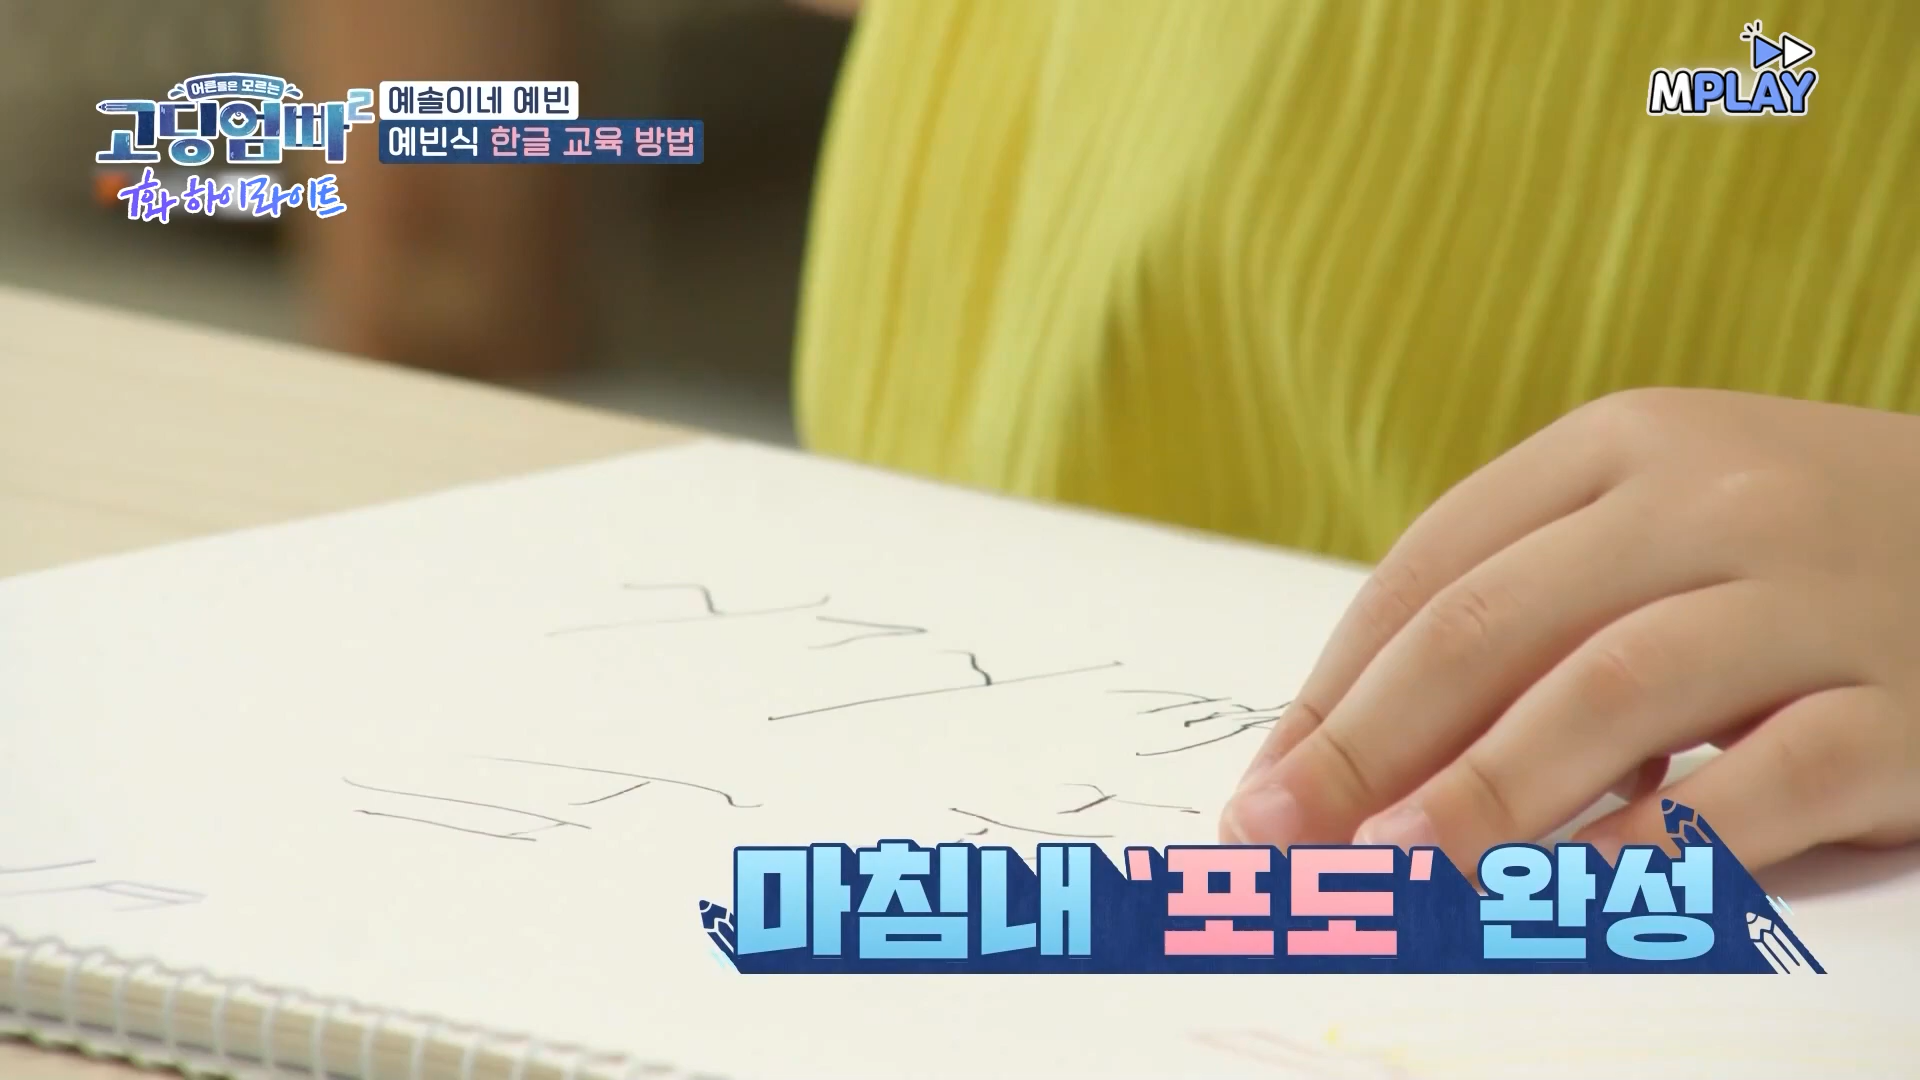 어른들은 모르는
고딩엄빠2
1화 하이라이트
예솔이네 예빈
예빈식 한글 교육 방법
MPLAY
마침내 '포도' 완성